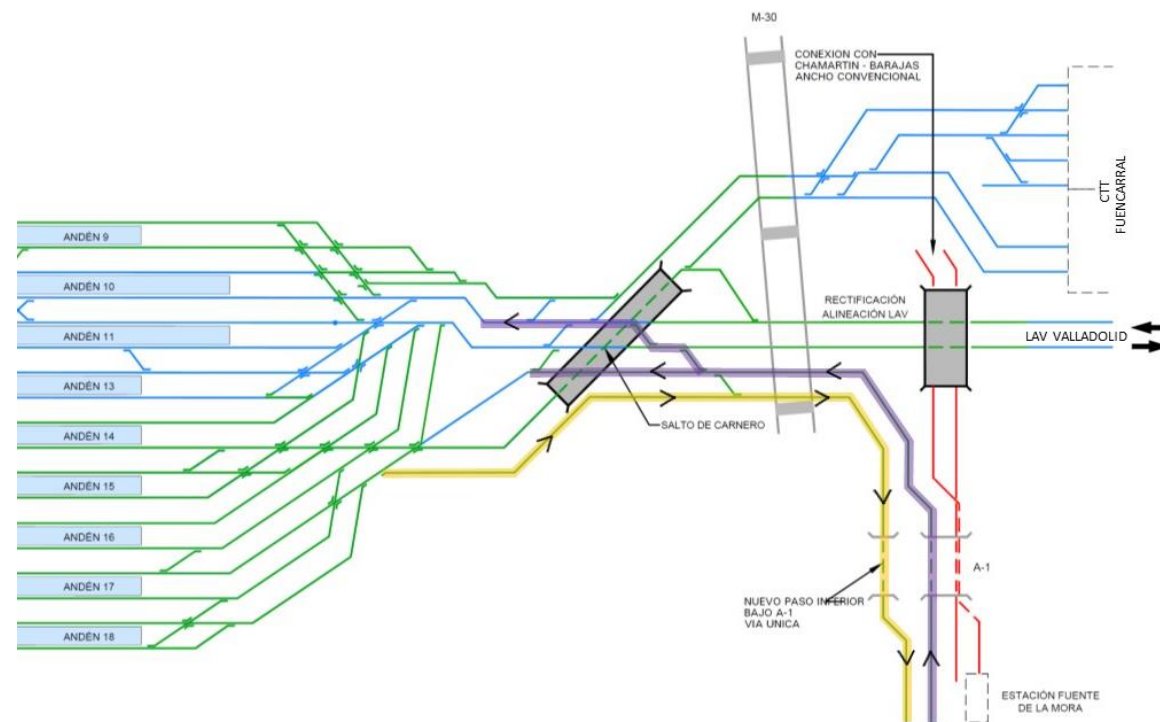 M-30
CONEXION CON
CHAMARTIN - BARAJAS
ANCHO CONVENCIONAL
CTT
FUENCARRAL
ANDÉN 9
ANDÉN 10
ANDÉN 11
ANDÉN 13
ANDÉN 14
ANDÉN 15
ANDÉN 16
ANDÉN 17
ANDÉN 18
RECTIFICACIÓN
ALINEACIÓN LAV
LAV VALLADOLID
SALTO DE CARNERO
A-1
NUEVO PASO INFERIOR
BAJO A-1
VIA UNICA
ESTACIÓN FUENTE
DE LA MORA